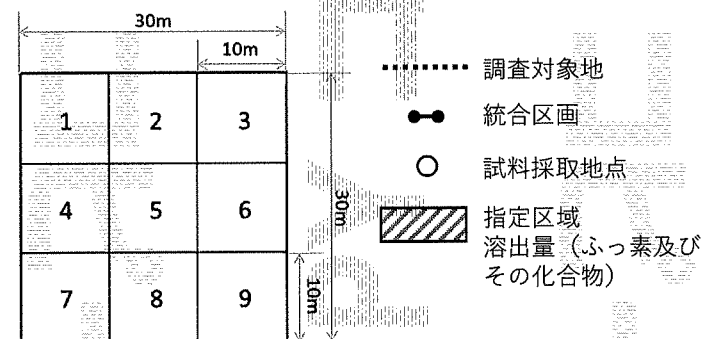 30m
10m
1 2 3
4 5 6
7 8 9
30m
10m
調査対象地
統合区画
試料採取地点
指定区域
溶出量（ふっ素及び
その化合物）